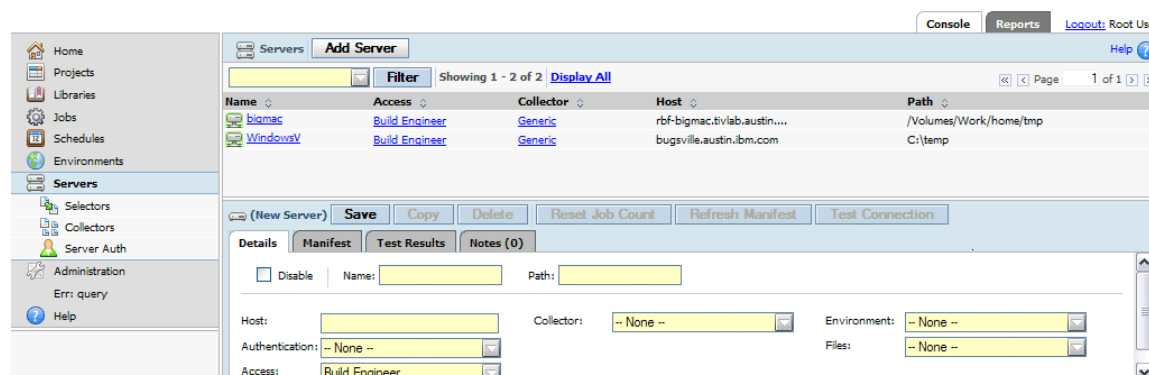 Console Reports Logout: Root Us
Home
Projects
Libraries
Jobs
Schedules
Environments
Servers
Selectors
Collectors
Server Auth
Administration
Err: query
Help
Servers Add Server Help
Filter Showing 1 - 2 of 2 Display All Page 1 of 1
Name Access Collector Host Path
bigmac Build Engineer Generic rbf-bigmac.tivlab.austin.... /Volumes/Work/home/tmp
WindowsV Build Engineer Generic bugsville.austin.ibm.com C:\temp
(New Server) Save Copy Delete Reset Job Count Refresh Manifest Test Connection
Details Manifest Test Results Notes (0)
Disable Name: Path:
Host: Collector: -- None -- Environment: -- None --
Authentication: -- None -- Files: -- None --
Access: Build Engineer